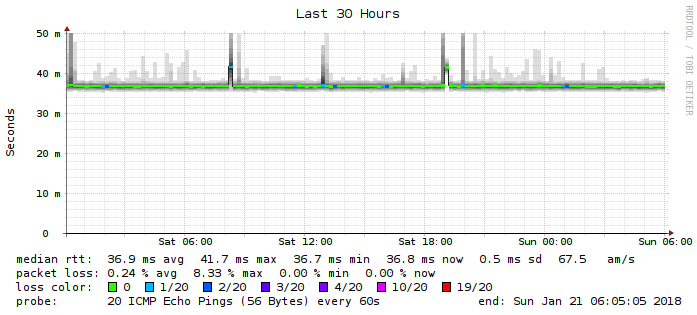 Last 30 Hours
RRDTOOL / TOBI OETIKER
Seconds
50 m
40 m
30 m
20 m
10 m
0
Sat 06:00 Sat 12:00 Sat 18:00 Sun 00:00 Sun 06:00
median rtt: 36.9 ms avg 41.7 ms max 36.7 ms min 36.8 ms now 0.5 ms sd 67.5 am/s
packet loss: 0.24 % avg 8.33 % max 0.00 % min 0.00 % now
loss color: 0 1/20 2/20 3/20 4/20 10/20 19/20
probe: 20 ICMP Echo Pings (56 Bytes) every 60s end: Sun Jan 21 06:05:05 2018